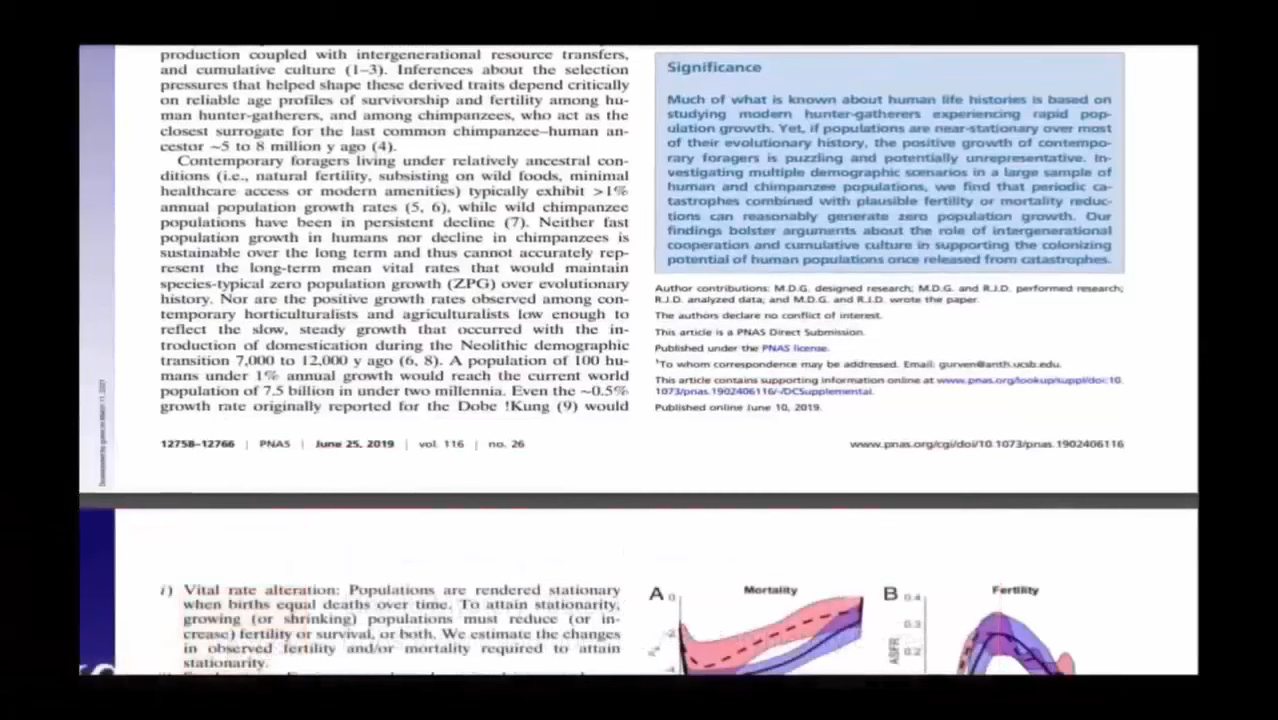 production coupled with intergenerational resource transfers,
and cumulative culture (1–3). Inferences about the selection
pressures that helped shape these derived traits depend critically
on reliable age profiles of survivorship and fertility among hu-
man hunter-gatherers, and among chimpanzees, who act as the
closest surrogate for the last common chimpanzee–human an-
cestor ~5 to 8 million y ago (4).
Contemporary foragers living under relatively ancestral con-
ditions (i.e., natural fertility, subsisting on wild foods, minimal
healthcare access or modern amenities) typically exhibit >1%
annual population growth rates (5, 6), while wild chimpanzee
populations have been in persistent decline (7). Neither fast
population growth in humans nor decline in chimpanzees is
sustainable over the long term and thus cannot accurately rep-
resent the long-term mean vital rates that would maintain
species-typical zero population growth (ZPG) over evolutionary
history. Nor are the positive growth rates observed among con-
temporary horticulturalists and agriculturalists low enough to
reflect the slow, steady growth that occurred with the in-
troduction of domestication during the Neolithic demographic
transition 7,000 to 12,000 y ago (6, 8). A population of 100 hu-
mans under 1% annual growth would reach the current world
population of 7.5 billion in under two millennia. Even the ~0.5%
growth rate originally reported for the Dobe !Kung (9) would
Significance
Much of what is known about human life histories is based on
studying modern hunter-gatherers experiencing rapid pop-
ulation growth. Yet, if populations are near-stationary over most
of their evolutionary history, the positive growth of contempo-
rary foragers is puzzling and potentially unrepresentative. In-
vestigating multiple demographic scenarios in a large sample of
human and chimpanzee populations, we find that periodic ca-
tastrophes combined with plausible fertility or mortality reduc-
tions can reasonably generate zero population growth. Our
findings bolster arguments about the role of intergenerational
cooperation and cumulative culture in supporting the colonizing
potential of human populations once released from catastrophes.
Author contributions: M.D.G. designed research; M.D.G. and R.J.D. performed research;
R.J.D. analyzed data; and M.D.G. and R.J.D. wrote the paper.
The authors declare no conflict of interest.
This article is a PNAS Direct Submission.
Published under the PNAS license.
¹To whom correspondence may be addressed. Email: gurven@anth.ucsb.edu.
This article contains supporting information online at www.pnas.org/lookup/suppl/doi:10.
1073/pnas.1902406116/-/DCSupplemental.
Published online June 10, 2019.
12758–12766 | PNAS | June 25, 2019 | vol. 116 | no. 26
www.pnas.org/cgi/doi/10.1073/pnas.1902406116
i) Vital rate alteration: Populations are rendered stationary
when births equal deaths over time. To attain stationarity,
growing (or shrinking) populations must reduce (or in-
crease) fertility or survival, or both. We estimate the changes
in observed fertility and/or mortality required to attain
stationarity.
A
Mortality
0
-2
-4
B
Fertility
0.4
0.3
0.2
ASFR